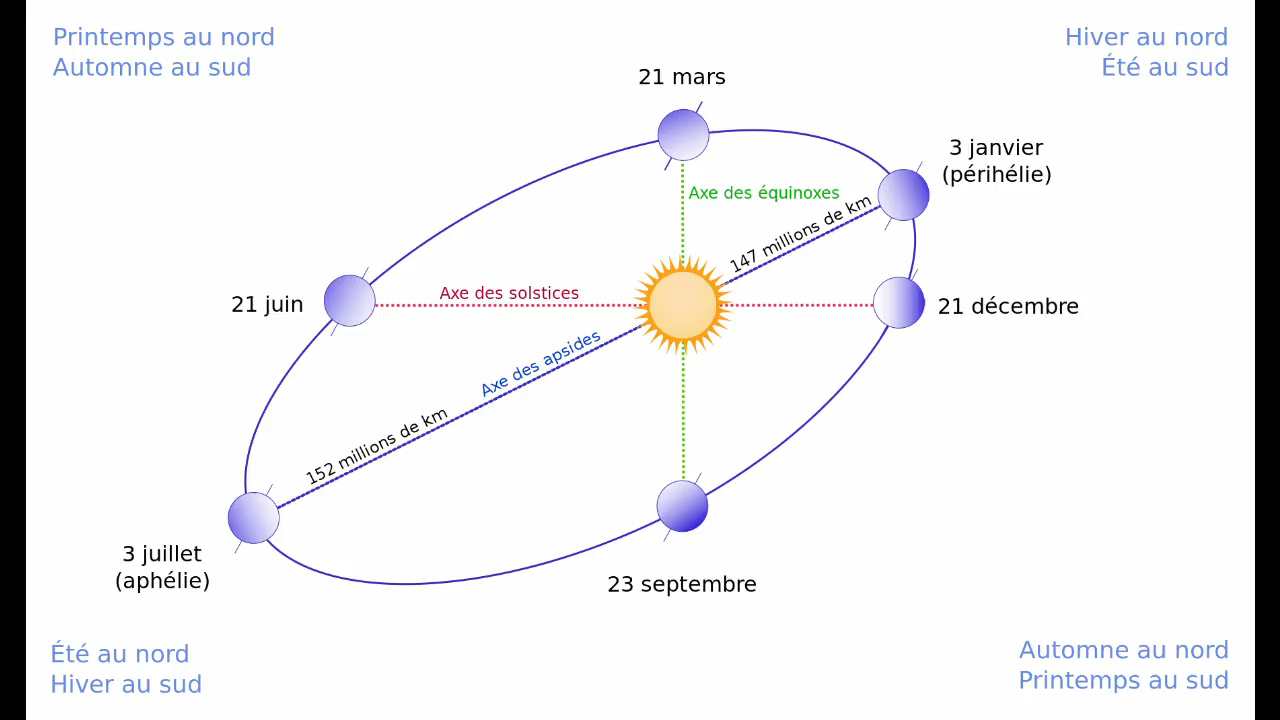 Printemps au nord
Automne au sud
Hiver au nord
Été au sud
21 mars
3 janvier
(périhélie)
Axe des équinoxes
147 millions de km
21 juin
Axe des solstices
21 décembre
Axe des apsides
152 millions de km
3 juillet
(aphélie)
23 septembre
Été au nord
Hiver au sud
Automne au nord
Printemps au sud